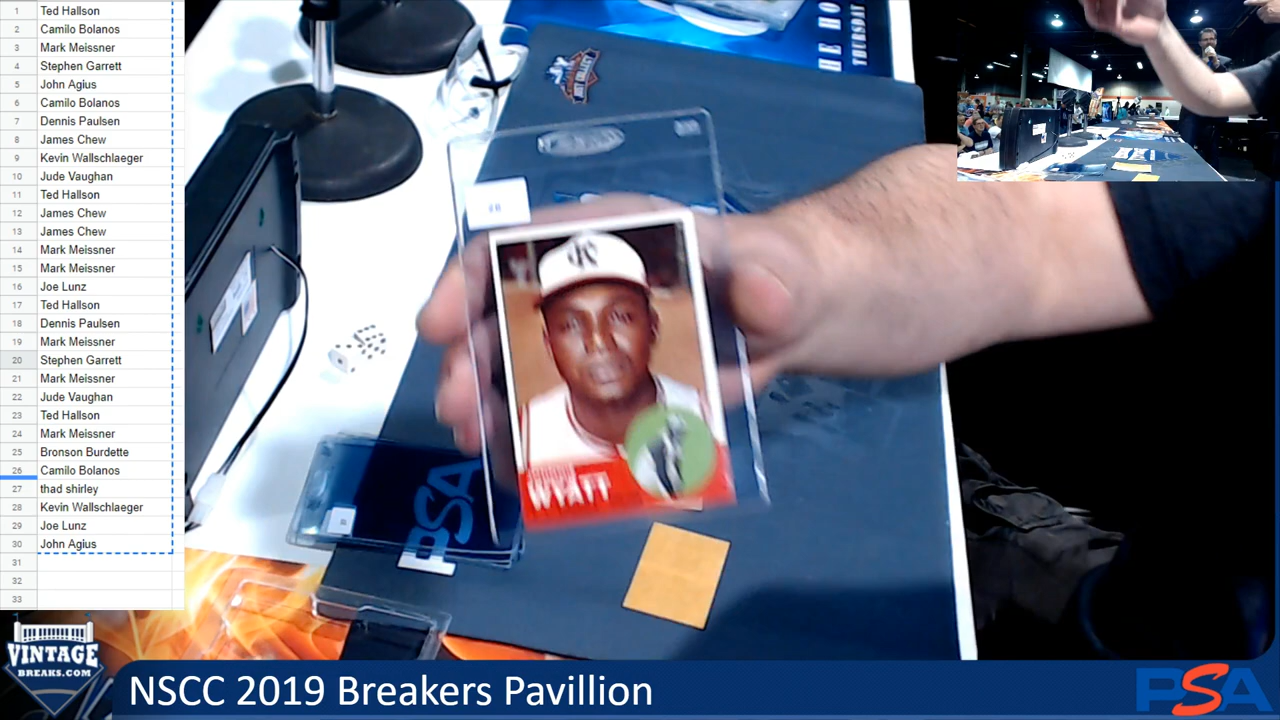 1 Ted Hallson
2 Camilo Bolanos
3 Mark Meissner
4 Stephen Garrett
5 John Agius
6 Camilo Bolanos
7 Dennis Paulsen
8 James Chew
9 Kevin Wallschlaeger
10 Jude Vaughan
11 Ted Hallson
12 James Chew
13 James Chew
14 Mark Meissner
15 Mark Meissner
16 Joe Lunz
17 Ted Hallson
18 Dennis Paulsen
19 Mark Meissner
20 Stephen Garrett
21 Mark Meissner
22 Jude Vaughan
23 Ted Hallson
24 Mark Meissner
25 Bronson Burdette
26 Camilo Bolanos
27 thad shirley
28 Kevin Wallschlaeger
29 Joe Lunz
30 John Agius
31
32
33
THURSDAY
KC
WYATT
PSA
VINTAGE
BREAKS.COM
NSCC 2019 Breakers Pavillion
PSA